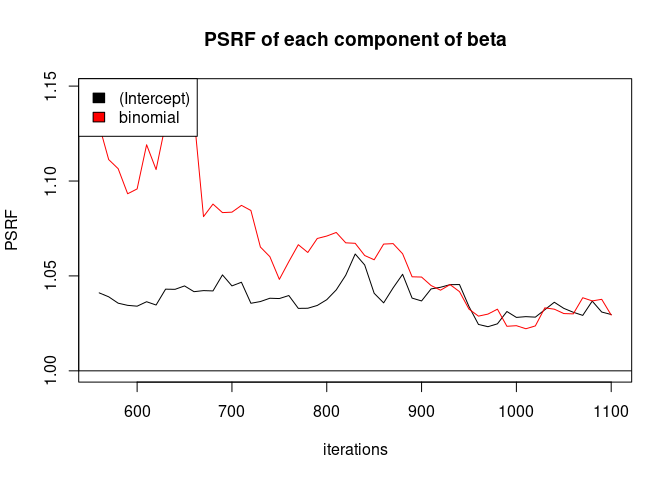 PSRF of each component of beta
(Intercept)
binomial
PSRF
1.15
1.10
1.05
1.00
600 700 800 900 1000 1100
iterations